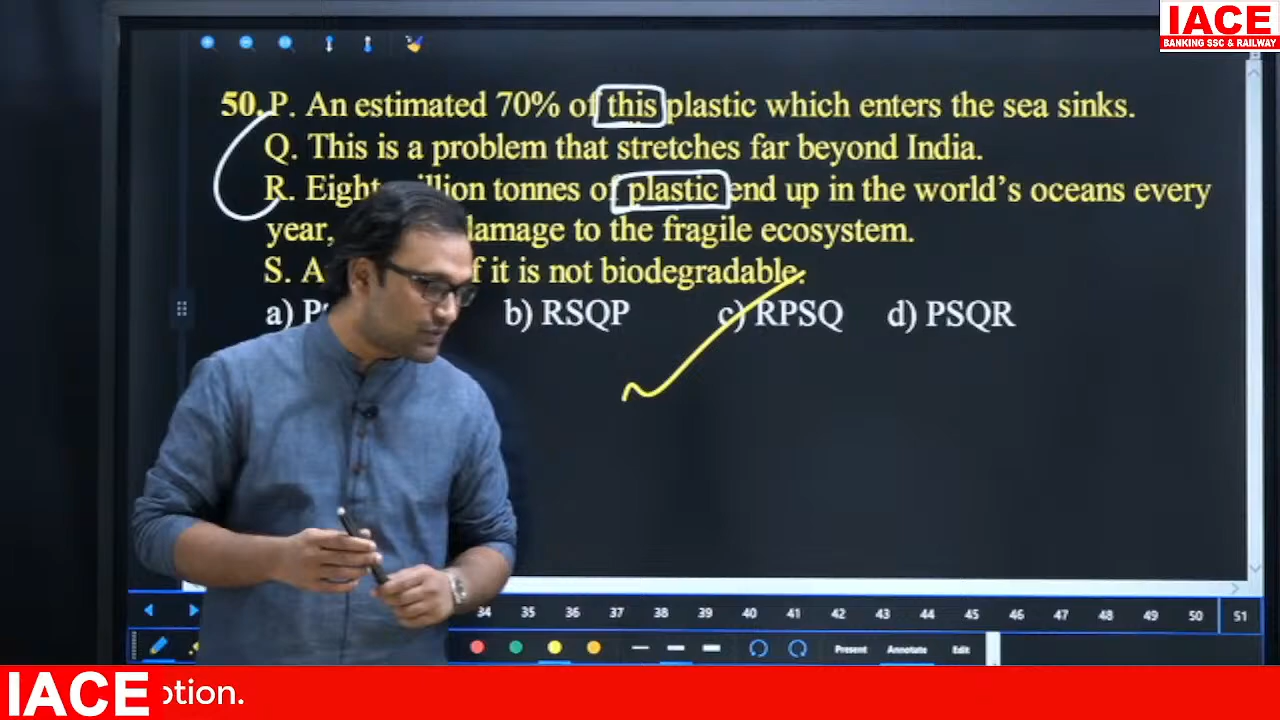 IACE
BANKING SSC & RAILWAY
50. P. An estimated 70% of this plastic which enters the sea sinks.
Q. This is a problem that stretches far beyond India.
R. Eight tonnes of plastic end up in the world's oceans every
year, damage to the fragile ecosystem.
S. it is not biodegradable.
a) b) RSQP c) RPSQ d) PSQR
34 35 36 37 38 39 40 41 42 43 44 45 46 47 48 49 50 51
Present Annotate Edit
IACE